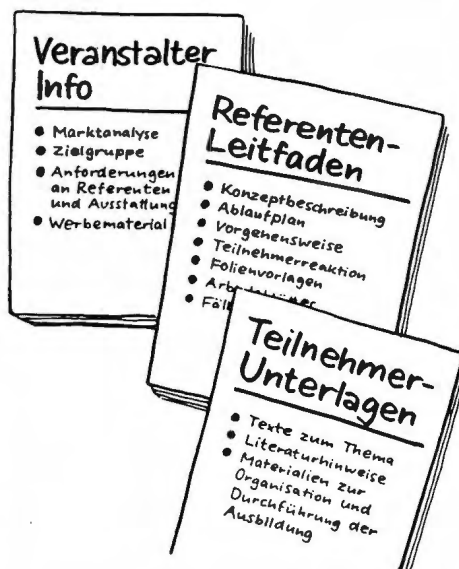 Veranstalter
Info
• Marktanalyse
• Zielgruppe
• Anforderungen
an Referenten
und Ausstattung
• Werbematerial
Referenten-
Leitfaden
• Konzeptbeschreibung
• Ablaufplan
• Vorgehensweise
• Teilnehmerreaktion
• Folienvorlagen
Teilnehmer-
Unterlagen
• Texte zum Thema
• Literaturhinweise
• Materialien zur
Organisation und
Durchführung der
Ausbildung